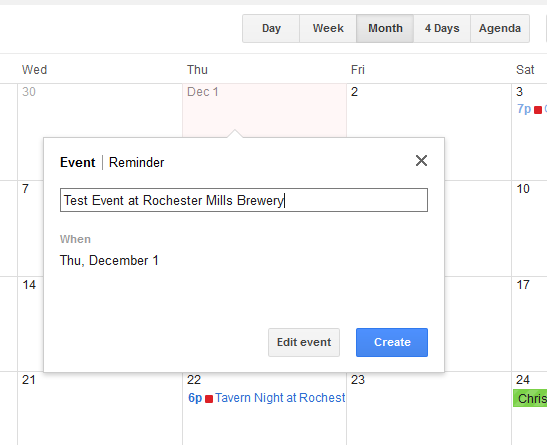 Day Week Month 4 Days Agenda
Wed Thu Fri Sat
30 Dec 1 2 3
7p
Event | Reminder
7 10
Test Event at Rochester Mills Brewery
When
Thu, December 1
14 17
Edit event Create
21 22 23 24
6p Tavern Night at Rochest Chris